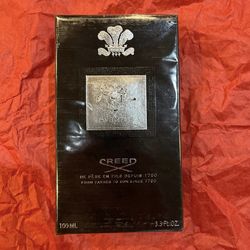 CREED
DE PÈRE EN FILS DEPUIS 1760
FROM FATHER TO SON SINCE 1760
100 ML
3.3 FL.OZ.